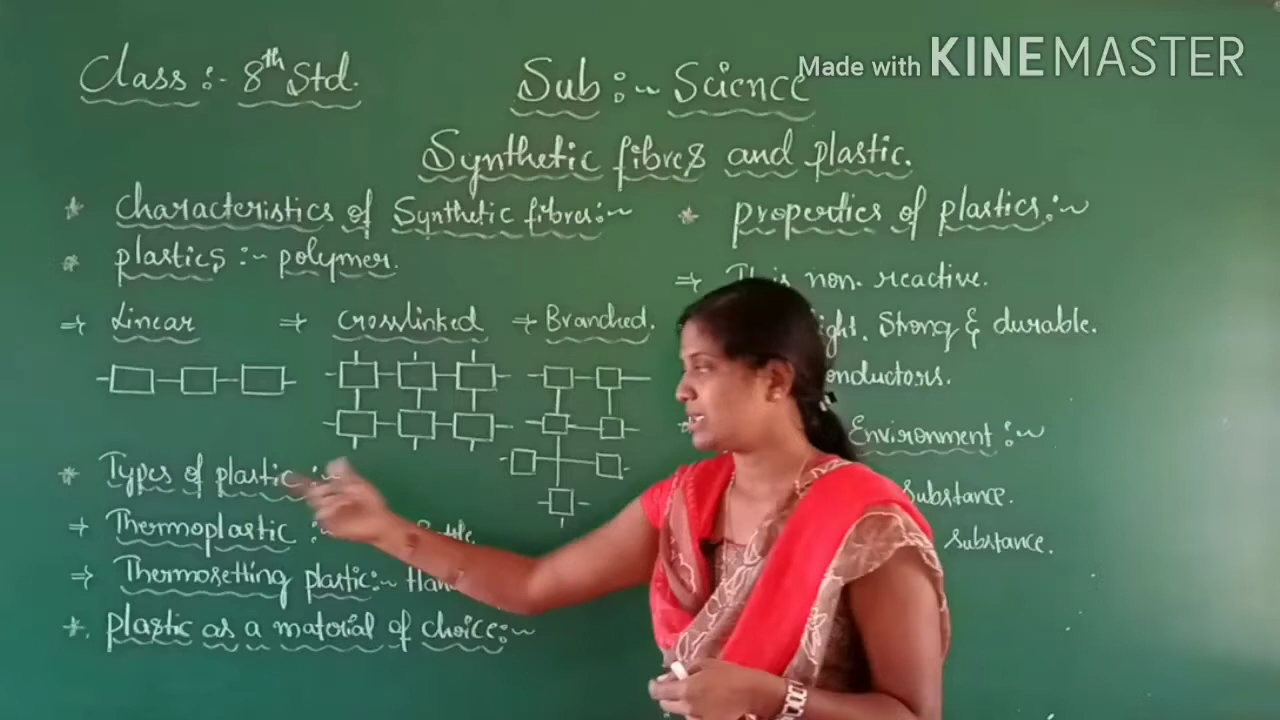 Class :- 8th Std.
Sub :- Science
Made with KINEMASTER
Synthetic fibres and plastic.
* Characteristics of Synthetic fibres :~
* plastics :~ polymer.
⇒ Linear ⇒ Crosslinked ⇒ Branched.
* Types of plastic :~
⇒ Thermoplastic :~
⇒ Thermosetting plastic :~
*. plastic as a material of choice :~
* properties of plastics :~
⇒ is non. reactive.
Strong & durable.
Environment :~
Substance.
Substance.